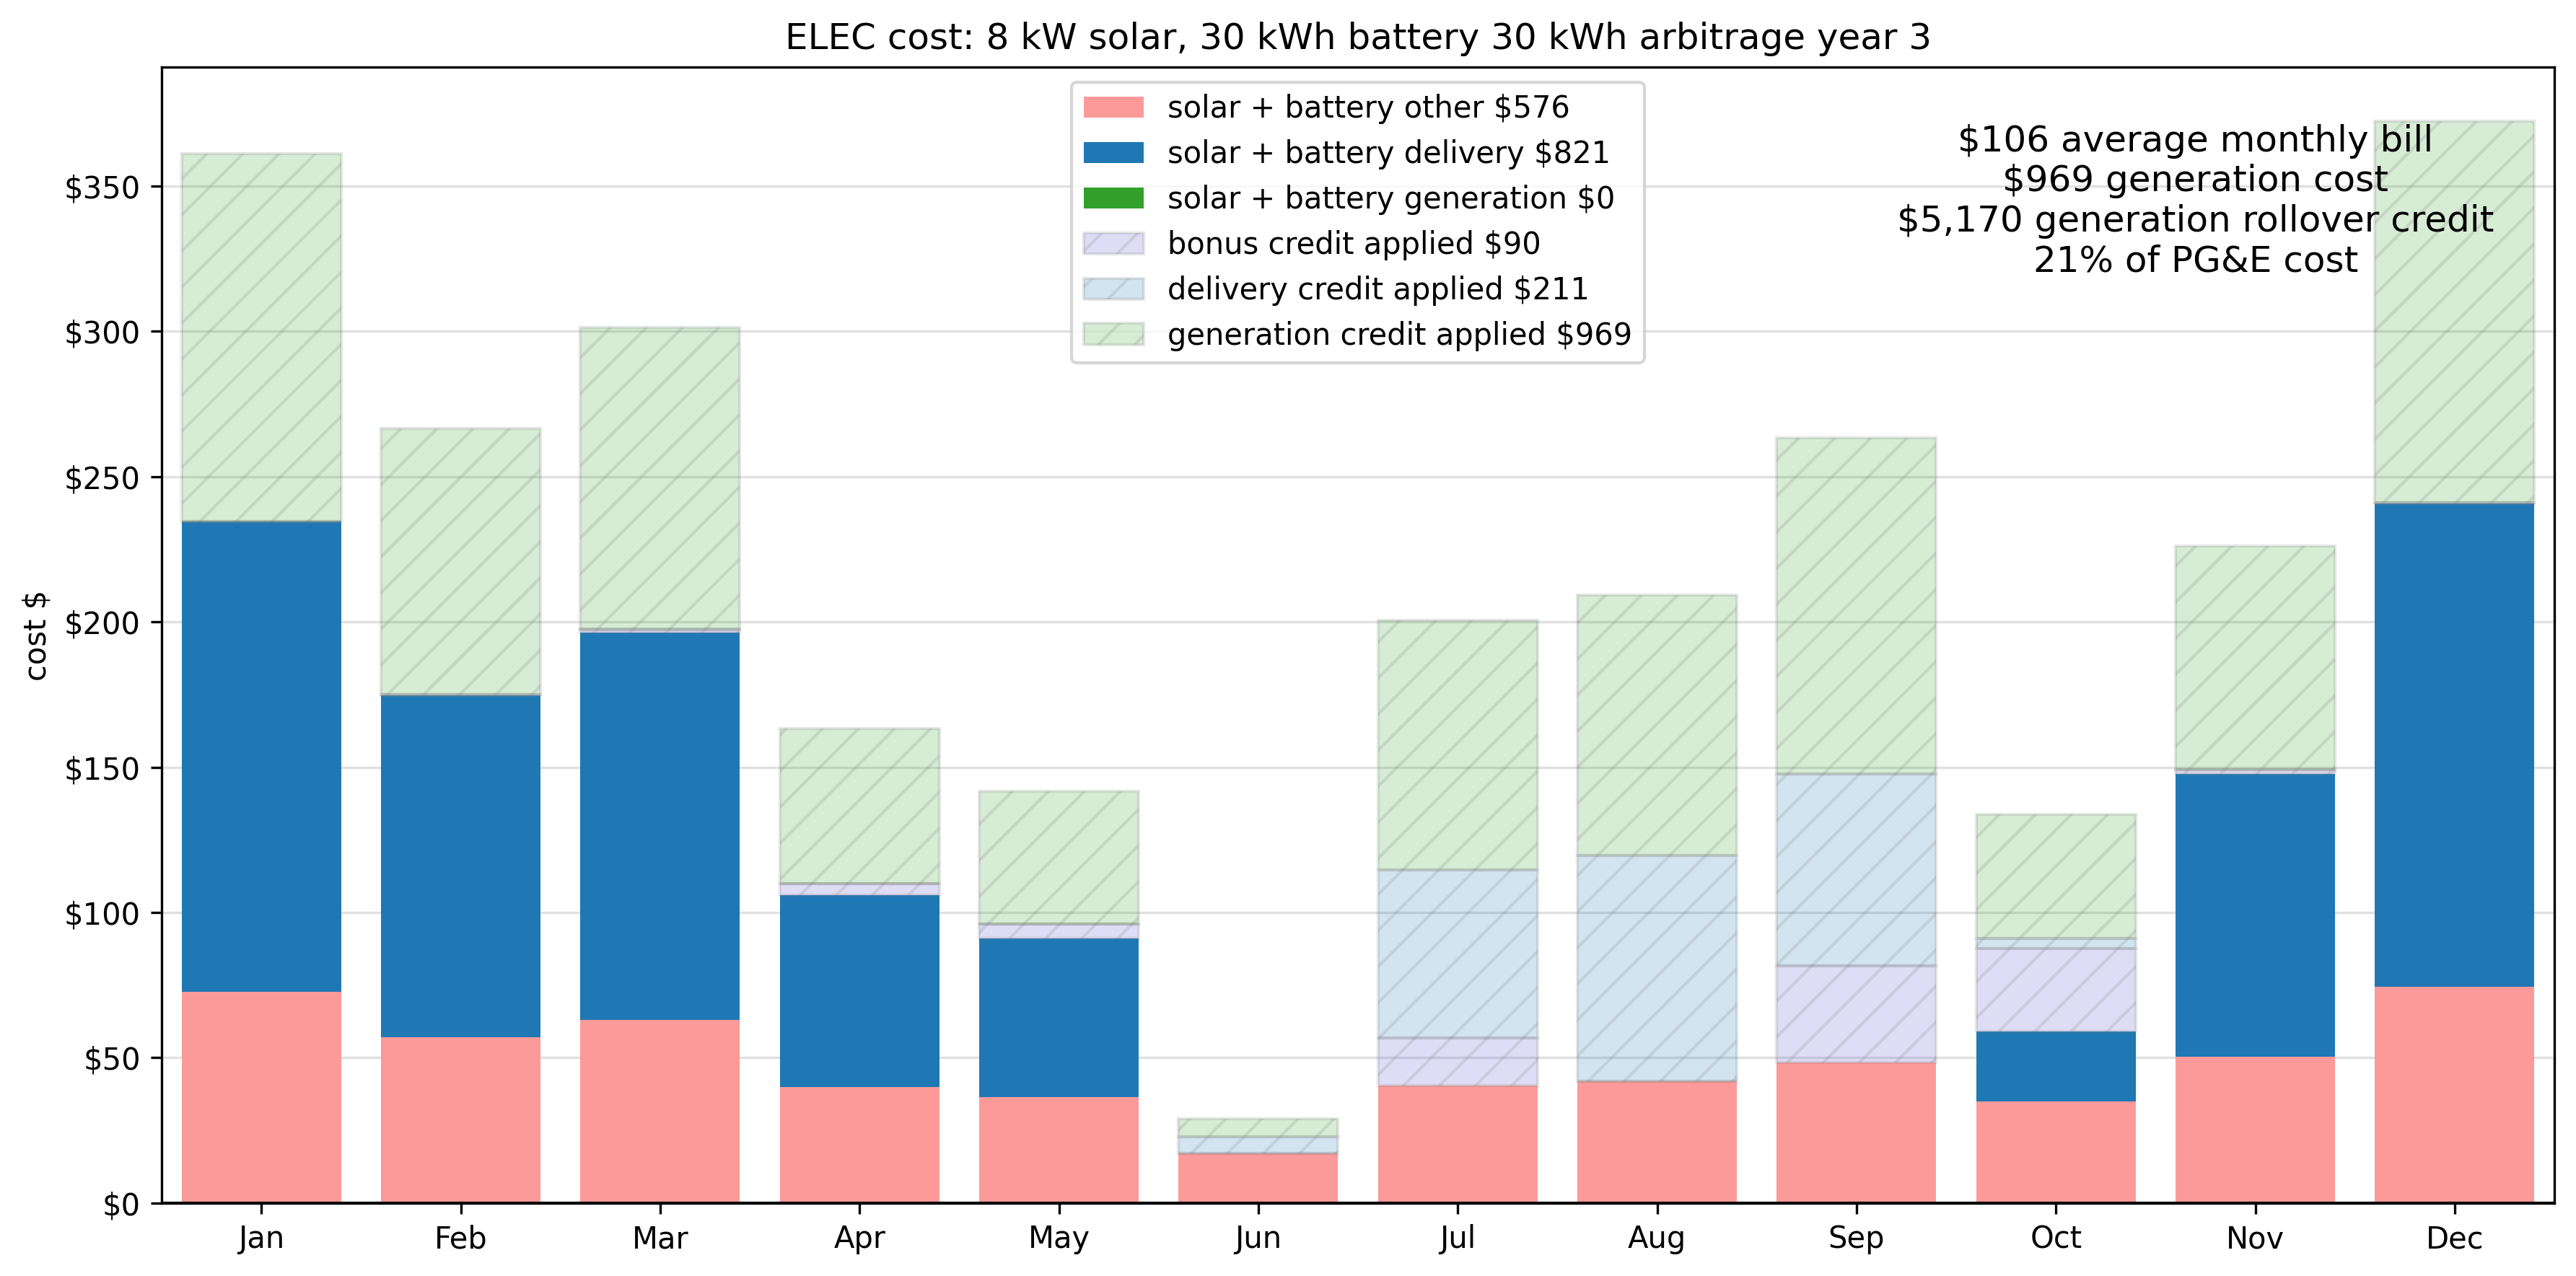 ELEC cost: 8 kW solar, 30 kWh battery 30 kWh arbitrage year 3
solar + battery other $576
solar + battery delivery $821
solar + battery generation $0
bonus credit applied $90
delivery credit applied $211
generation credit applied $969
$106 average monthly bill
$969 generation cost
$5,170 generation rollover credit
21% of PG&E cost
cost $
$350
$300
$250
$200
$150
$100
$50
$0
Jan Feb Mar Apr May Jun Jul Aug Sep Oct Nov Dec